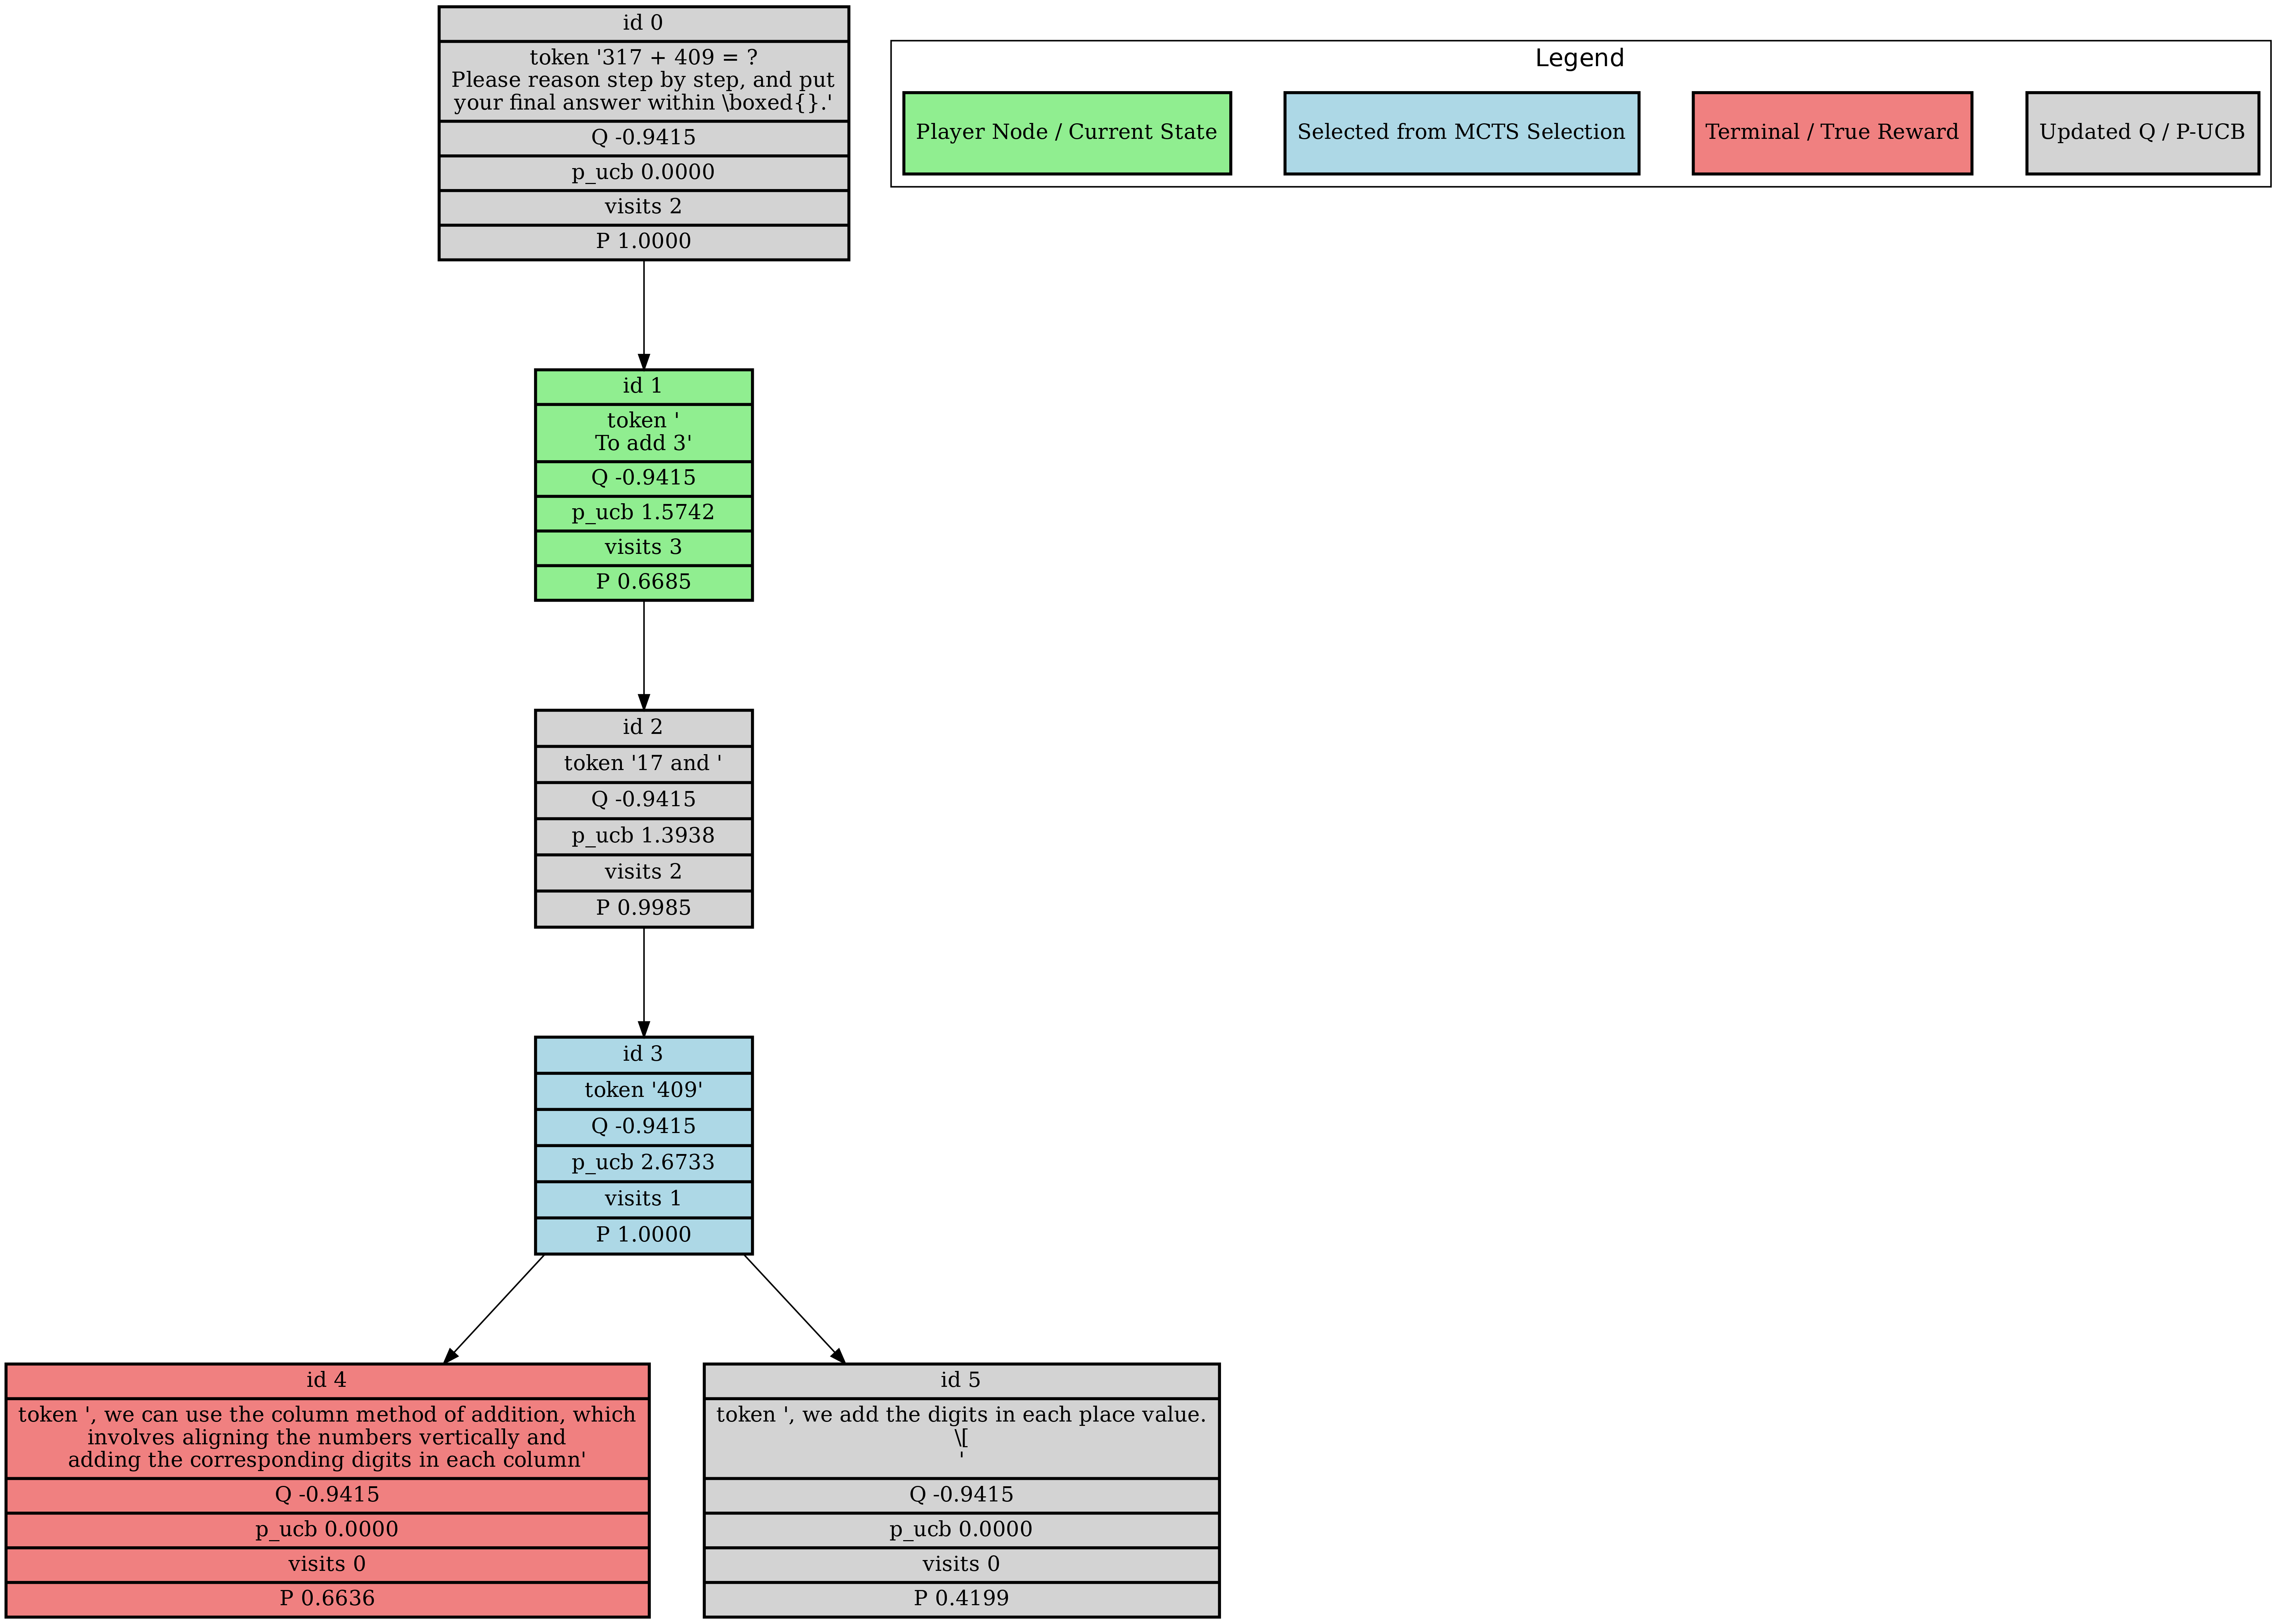 id 0
token '317 + 409 = ?
Please reason step by step, and put
your final answer within \boxed{}.'
Q -0.9415
p_ucb 0.0000
visits 2
P 1.0000
Legend
Player Node / Current State
Selected from MCTS Selection
Terminal / True Reward
Updated Q / P-UCB
id 1
token '
To add 3'
Q -0.9415
p_ucb 1.5742
visits 3
P 0.6685
id 2
token '17 and '
Q -0.9415
p_ucb 1.3938
visits 2
P 0.9985
id 3
token '409'
Q -0.9415
p_ucb 2.6733
visits 1
P 1.0000
id 4
token ', we can use the column method of addition, which
involves aligning the numbers vertically and
adding the corresponding digits in each column'
Q -0.9415
p_ucb 0.0000
visits 0
P 0.6636
id 5
token ', we add the digits in each place value.
\[
'
Q -0.9415
p_ucb 0.0000
visits 0
P 0.4199